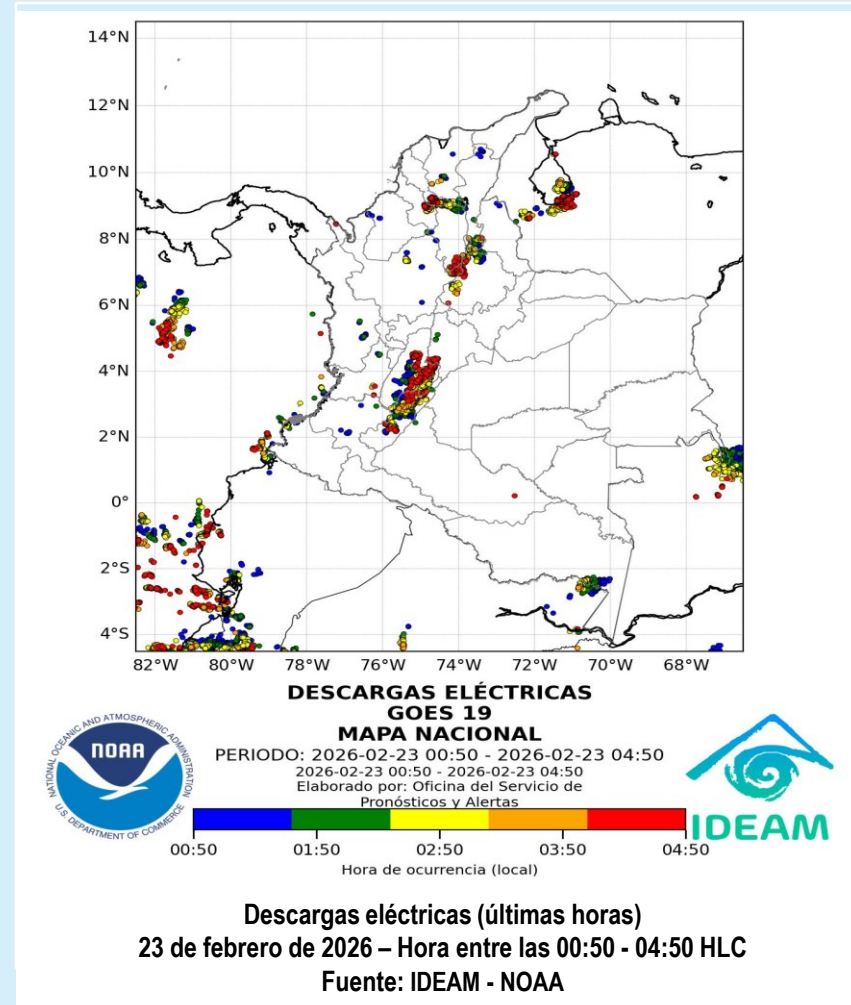 14°N
12°N
10°N
8°N
6°N
4°N
2°N
0°
2°S
4°S
82°W 80°W 78°W 76°W 74°W 72°W 70°W 68°W
DESCARGAS ELÉCTRICAS
GOES 19
MAPA NACIONAL
PERIODO: 2026-02-23 00:50 - 2026-02-23 04:50
2026-02-23 00:50 - 2026-02-23 04:50
Elaborado por: Oficina del Servicio de
Pronósticos y Alertas
NATIONAL OCEANIC AND ATMOSPHERIC ADMINISTRATION
NOAA
U.S. DEPARTMENT OF COMMERCE
IDEAM
00:50 01:50 02:50 03:50 04:50
Hora de ocurrencia (local)
Descargas eléctricas (últimas horas)
23 de febrero de 2026 – Hora entre las 00:50 - 04:50 HLC
Fuente: IDEAM - NOAA